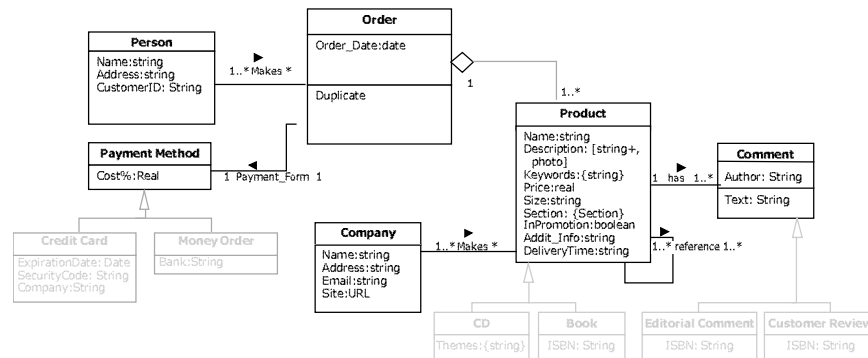 Order
Order_Date:date
Duplicate
Person
Name:string
Address:string
CustomerID: String
1..* Makes *
1
1..*
Payment Method
Cost%:Real
1 Payment_Form 1
Credit Card
ExpirationDate: Date
SecurityCode: String
Company:String
Money Order
Bank:String
Company
Name:string
Address:string
Email:string
Site:URL
1..* Makes *
Product
Name:string
Description: [string+,
photo]
Keywords:{string}
Price:real
Size:string
Section: {Section}
InPromotion:boolean
Addit_Info:string
DeliveryTime:string
1 has 1..*
1..* reference 1..*
Comment
Author: String
Text: String
CD
Themes:{string}
Book
ISBN: String
Editorial Comment
ISBN: String
Customer Review
ISBN: String